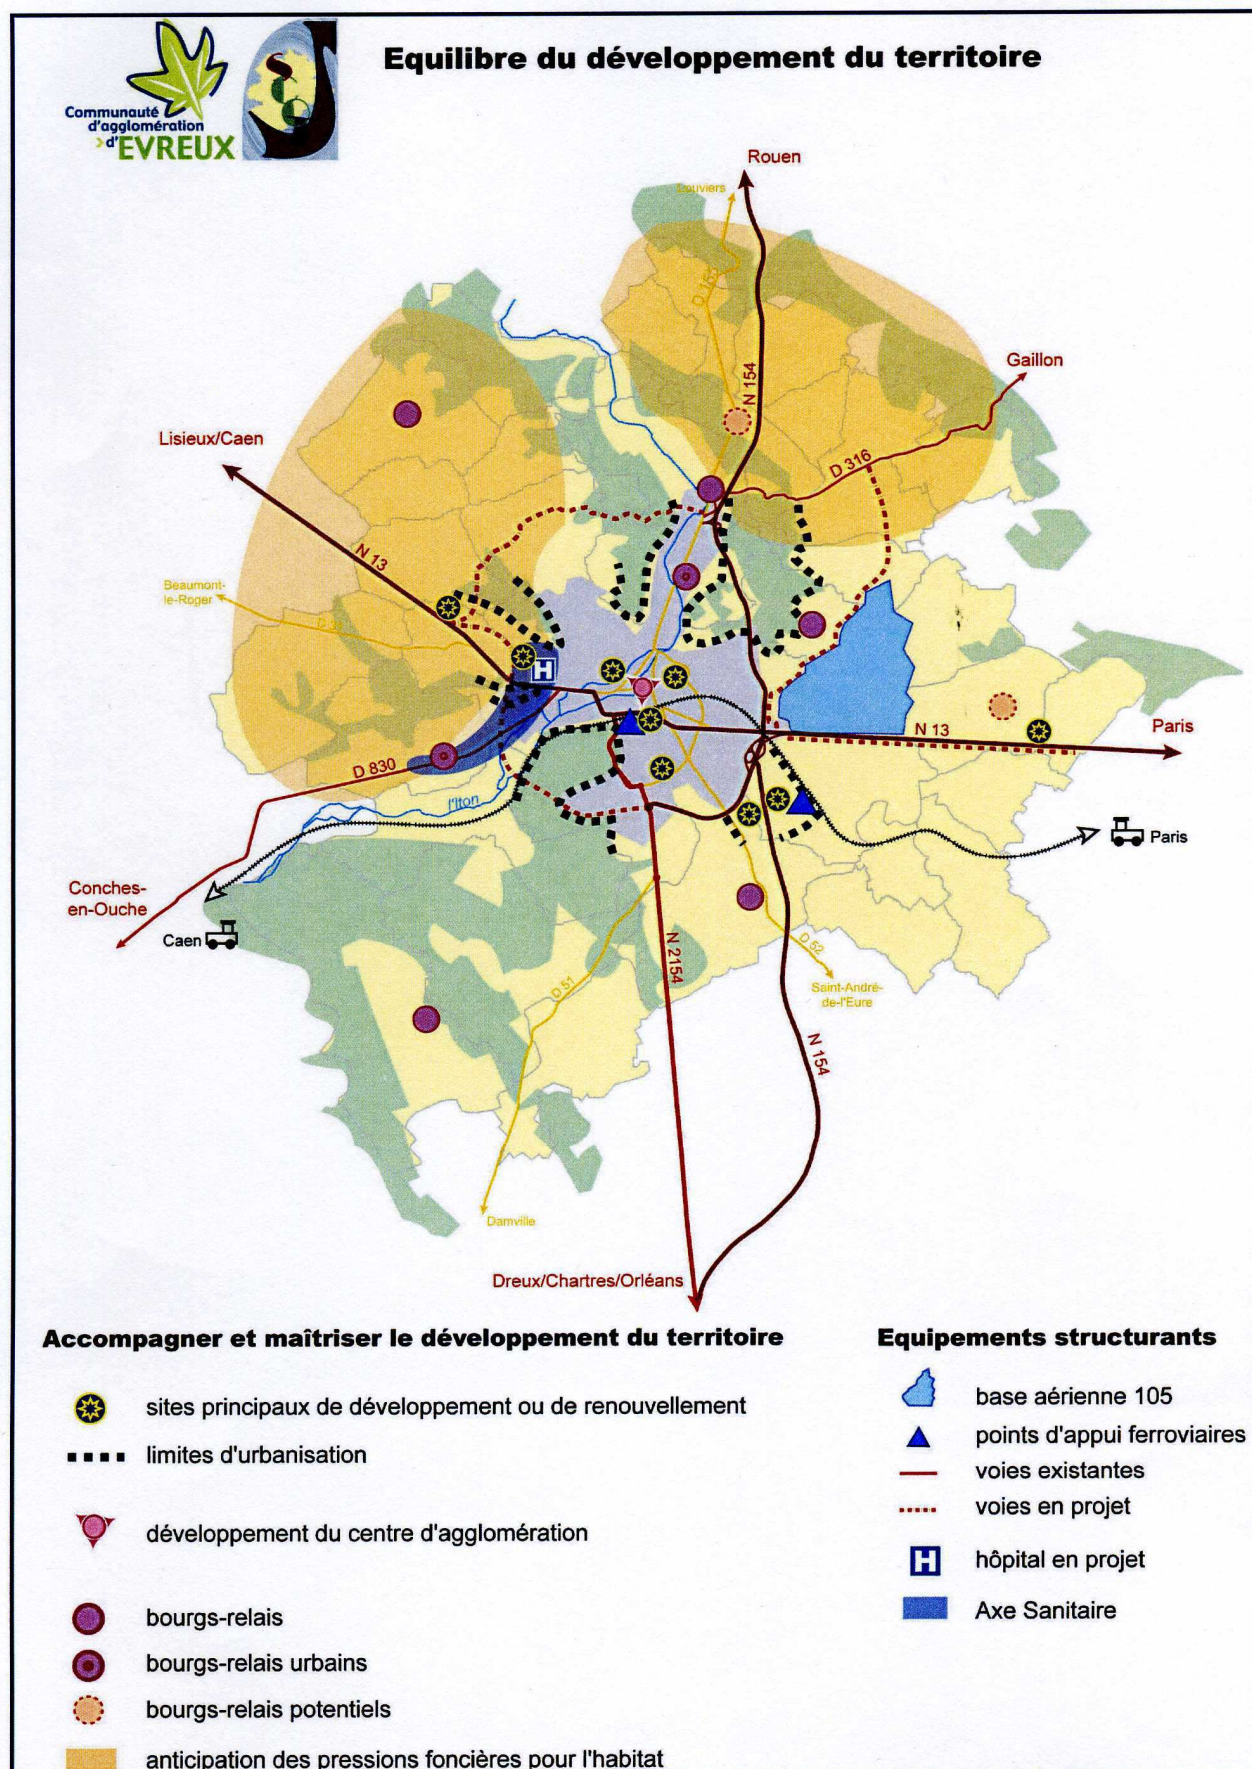 Equilibre du développement du territoire
Communauté
d'agglomération
d'EVREUX
Rouen
Louviers
Gaillon
N 154
D 316
Lisieux/Caen
N 13
Beaumont-
le-Roger
H
N 13
Paris
D 830
l'Iton
Paris
Conches-
en-Ouche
Caen
N 2154
D 52
D 51
Saint-André-
de-l'Eure
N 154
Damville
Dreux/Chartres/Orléans
Accompagner et maîtriser le développement du territoire
sites principaux de développement ou de renouvellement
limites d'urbanisation
développement du centre d'agglomération
bourgs-relais
bourgs-relais urbains
bourgs-relais potentiels
anticipation des pressions foncières pour l'habitat
Equipements structurants
base aérienne 105
points d'appui ferroviaires
voies existantes
voies en projet
H hôpital en projet
Axe Sanitaire